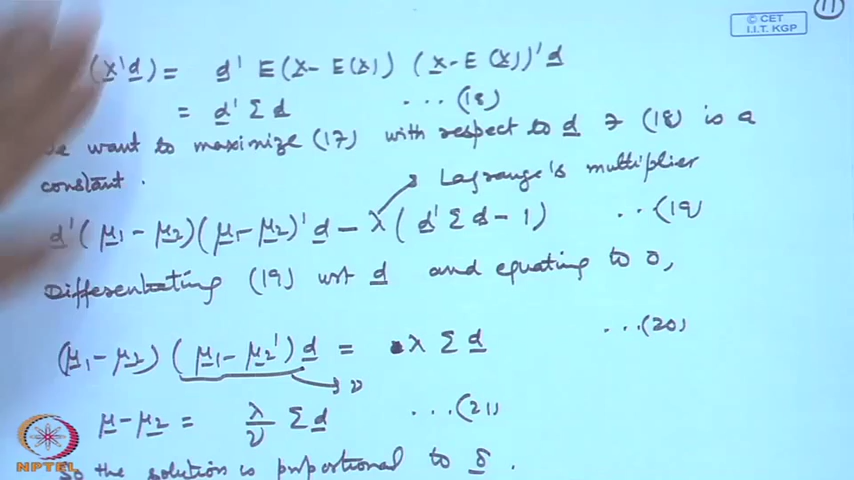 11
© CET
I.I.T. KGP
(x'd) = d' E(x - E(x)) (x - E(x))' d
= d' Σ d ... (18)
We want to maximize (17) with respect to d ∋ (18) is a
constant.
Lagrange's multiplier
d'(μ1 - μ2)(μ1 - μ2)' d - λ(d' Σ d - 1) ... (19)
Differentiating (19) wrt d and equating to 0,
(μ1 - μ2) (μ1 - μ2') d = λ Σ d ... (20)
ν
μ - μ2 = λ/ν Σ d ... (21)
So the solution is proportional to δ.
NPTEL